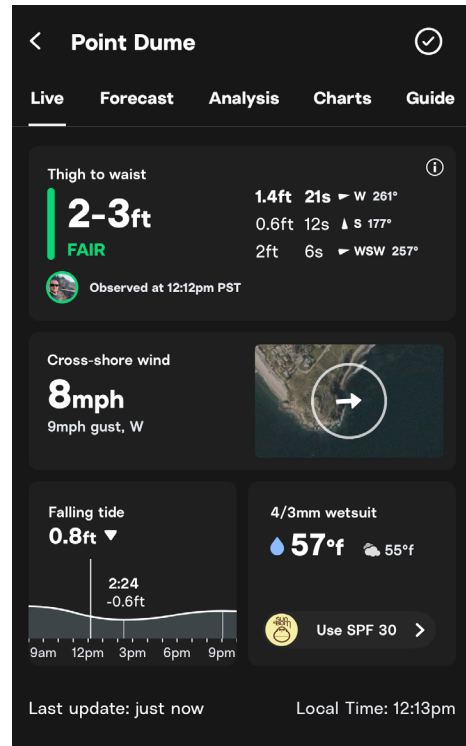 Point Dume
Live Forecast Analysis Charts Guide
Thigh to waist
2-3ft
FAIR
1.4ft 21s W 261°
0.6ft 12s S 177°
2ft 6s WSW 257°
Observed at 12:12pm PST
Cross-shore wind
8mph
9mph gust, W
Falling tide
0.8ft
2:24
-0.6ft
9am 12pm 3pm 6pm 9pm
4/3mm wetsuit
57°f 55°f
Use SPF 30
Last update: just now
Local Time: 12:13pm